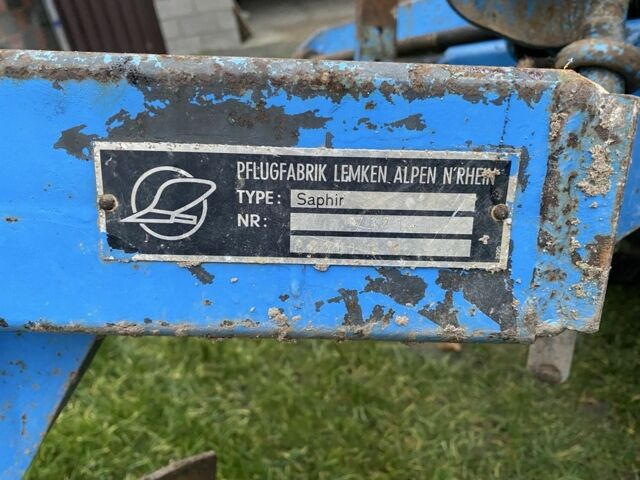 PFLUGFABRIK LEMKEN, ALPEN N'RHEIN
TYPE: Saphir
NR: